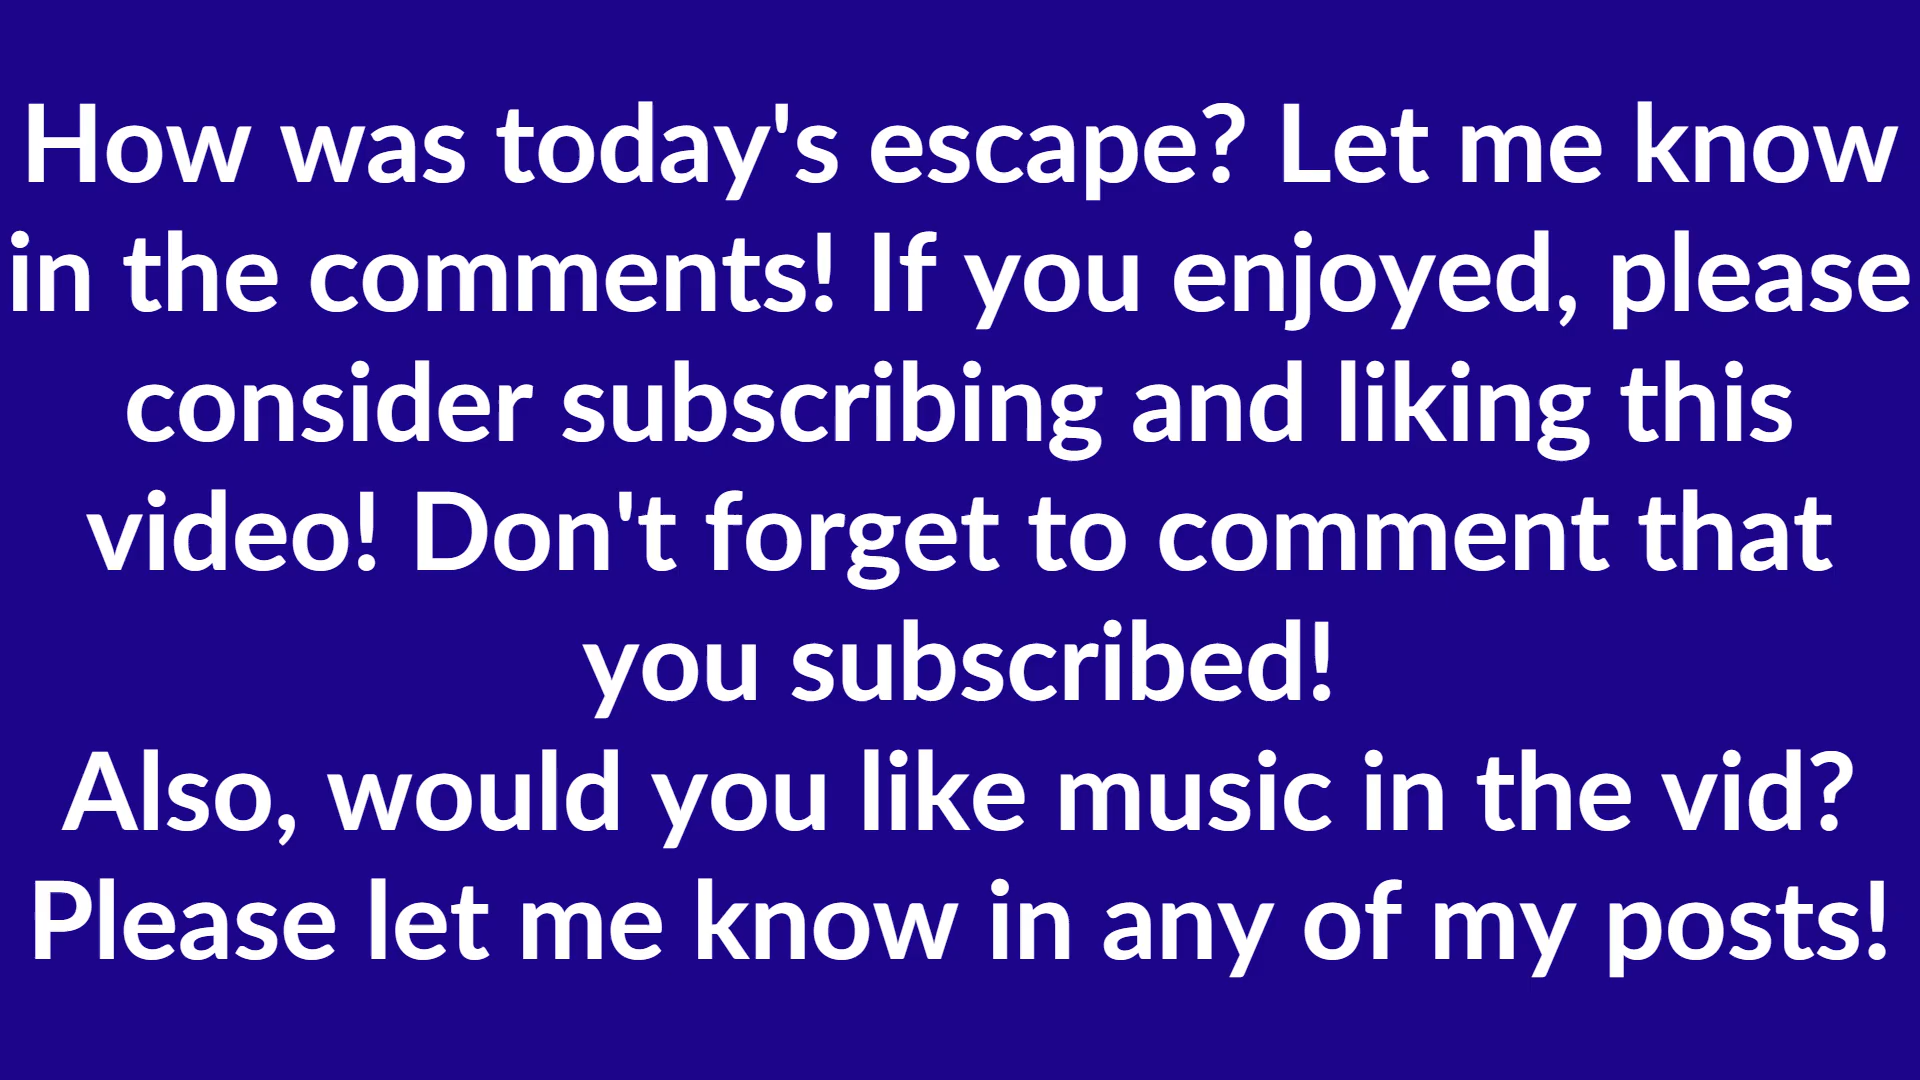 How was today's escape? Let me know
in the comments! If you enjoyed, please
consider subscribing and liking this
video! Don't forget to comment that
you subscribed!
Also, would you like music in the vid?
Please let me know in any of my posts!